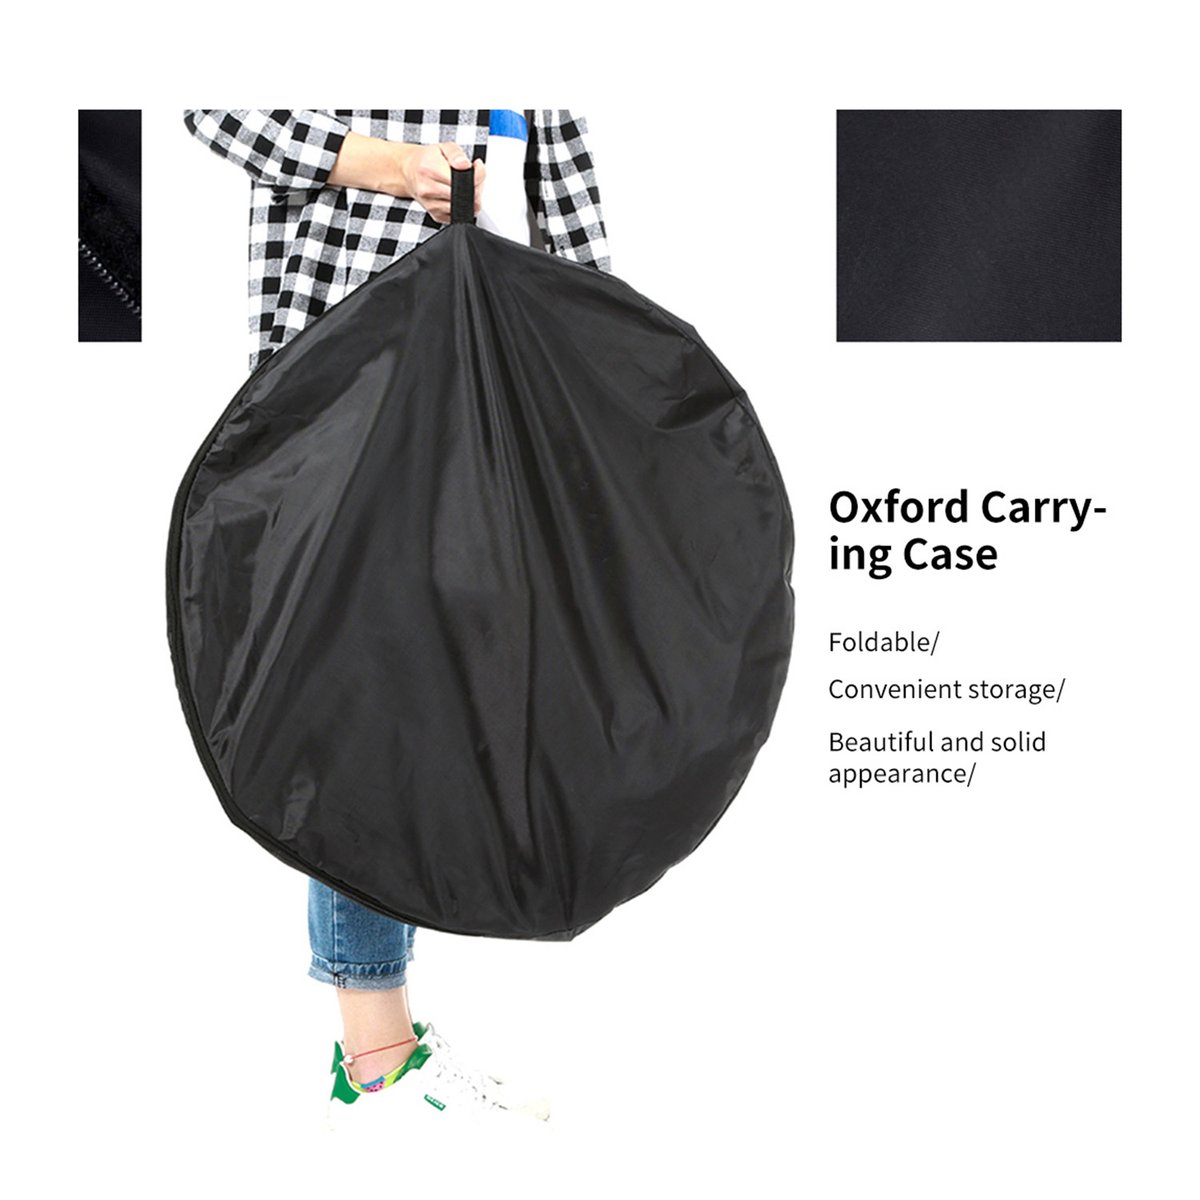 Oxford Carry-
ing Case
Foldable/
Convenient storage/
Beautiful and solid
appearance/